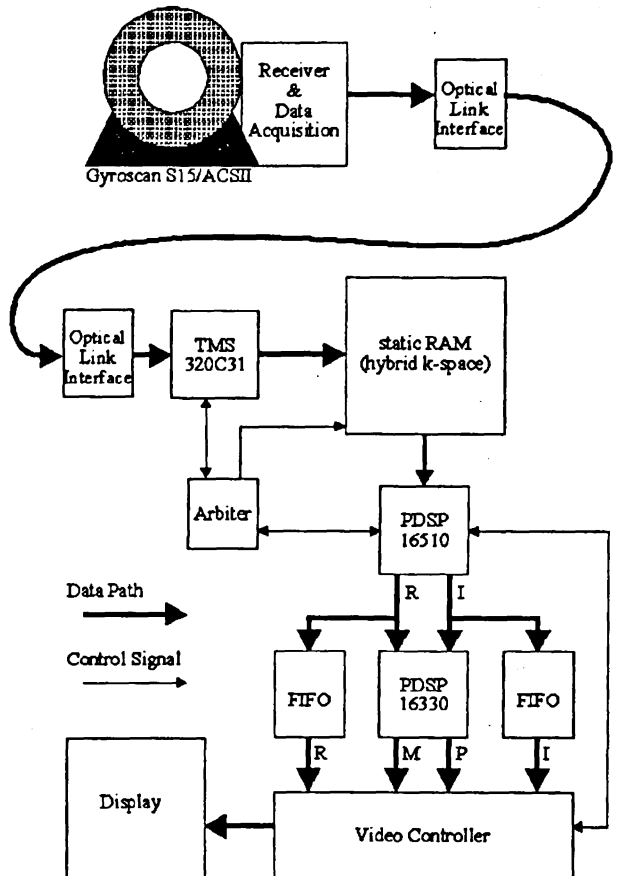 Receiver
&
Data
Acquisition
Optical
Link
Interface
Gyroscan S15/ACSII
Optical
Link
Interface
TMS
320C31
static RAM
(hybrid k-space)
Arbiter
PDSP
16510
Data Path
R
I
Control Signal
FIFO
PDSP
16330
FIFO
R
M
P
I
Display
Video Controller